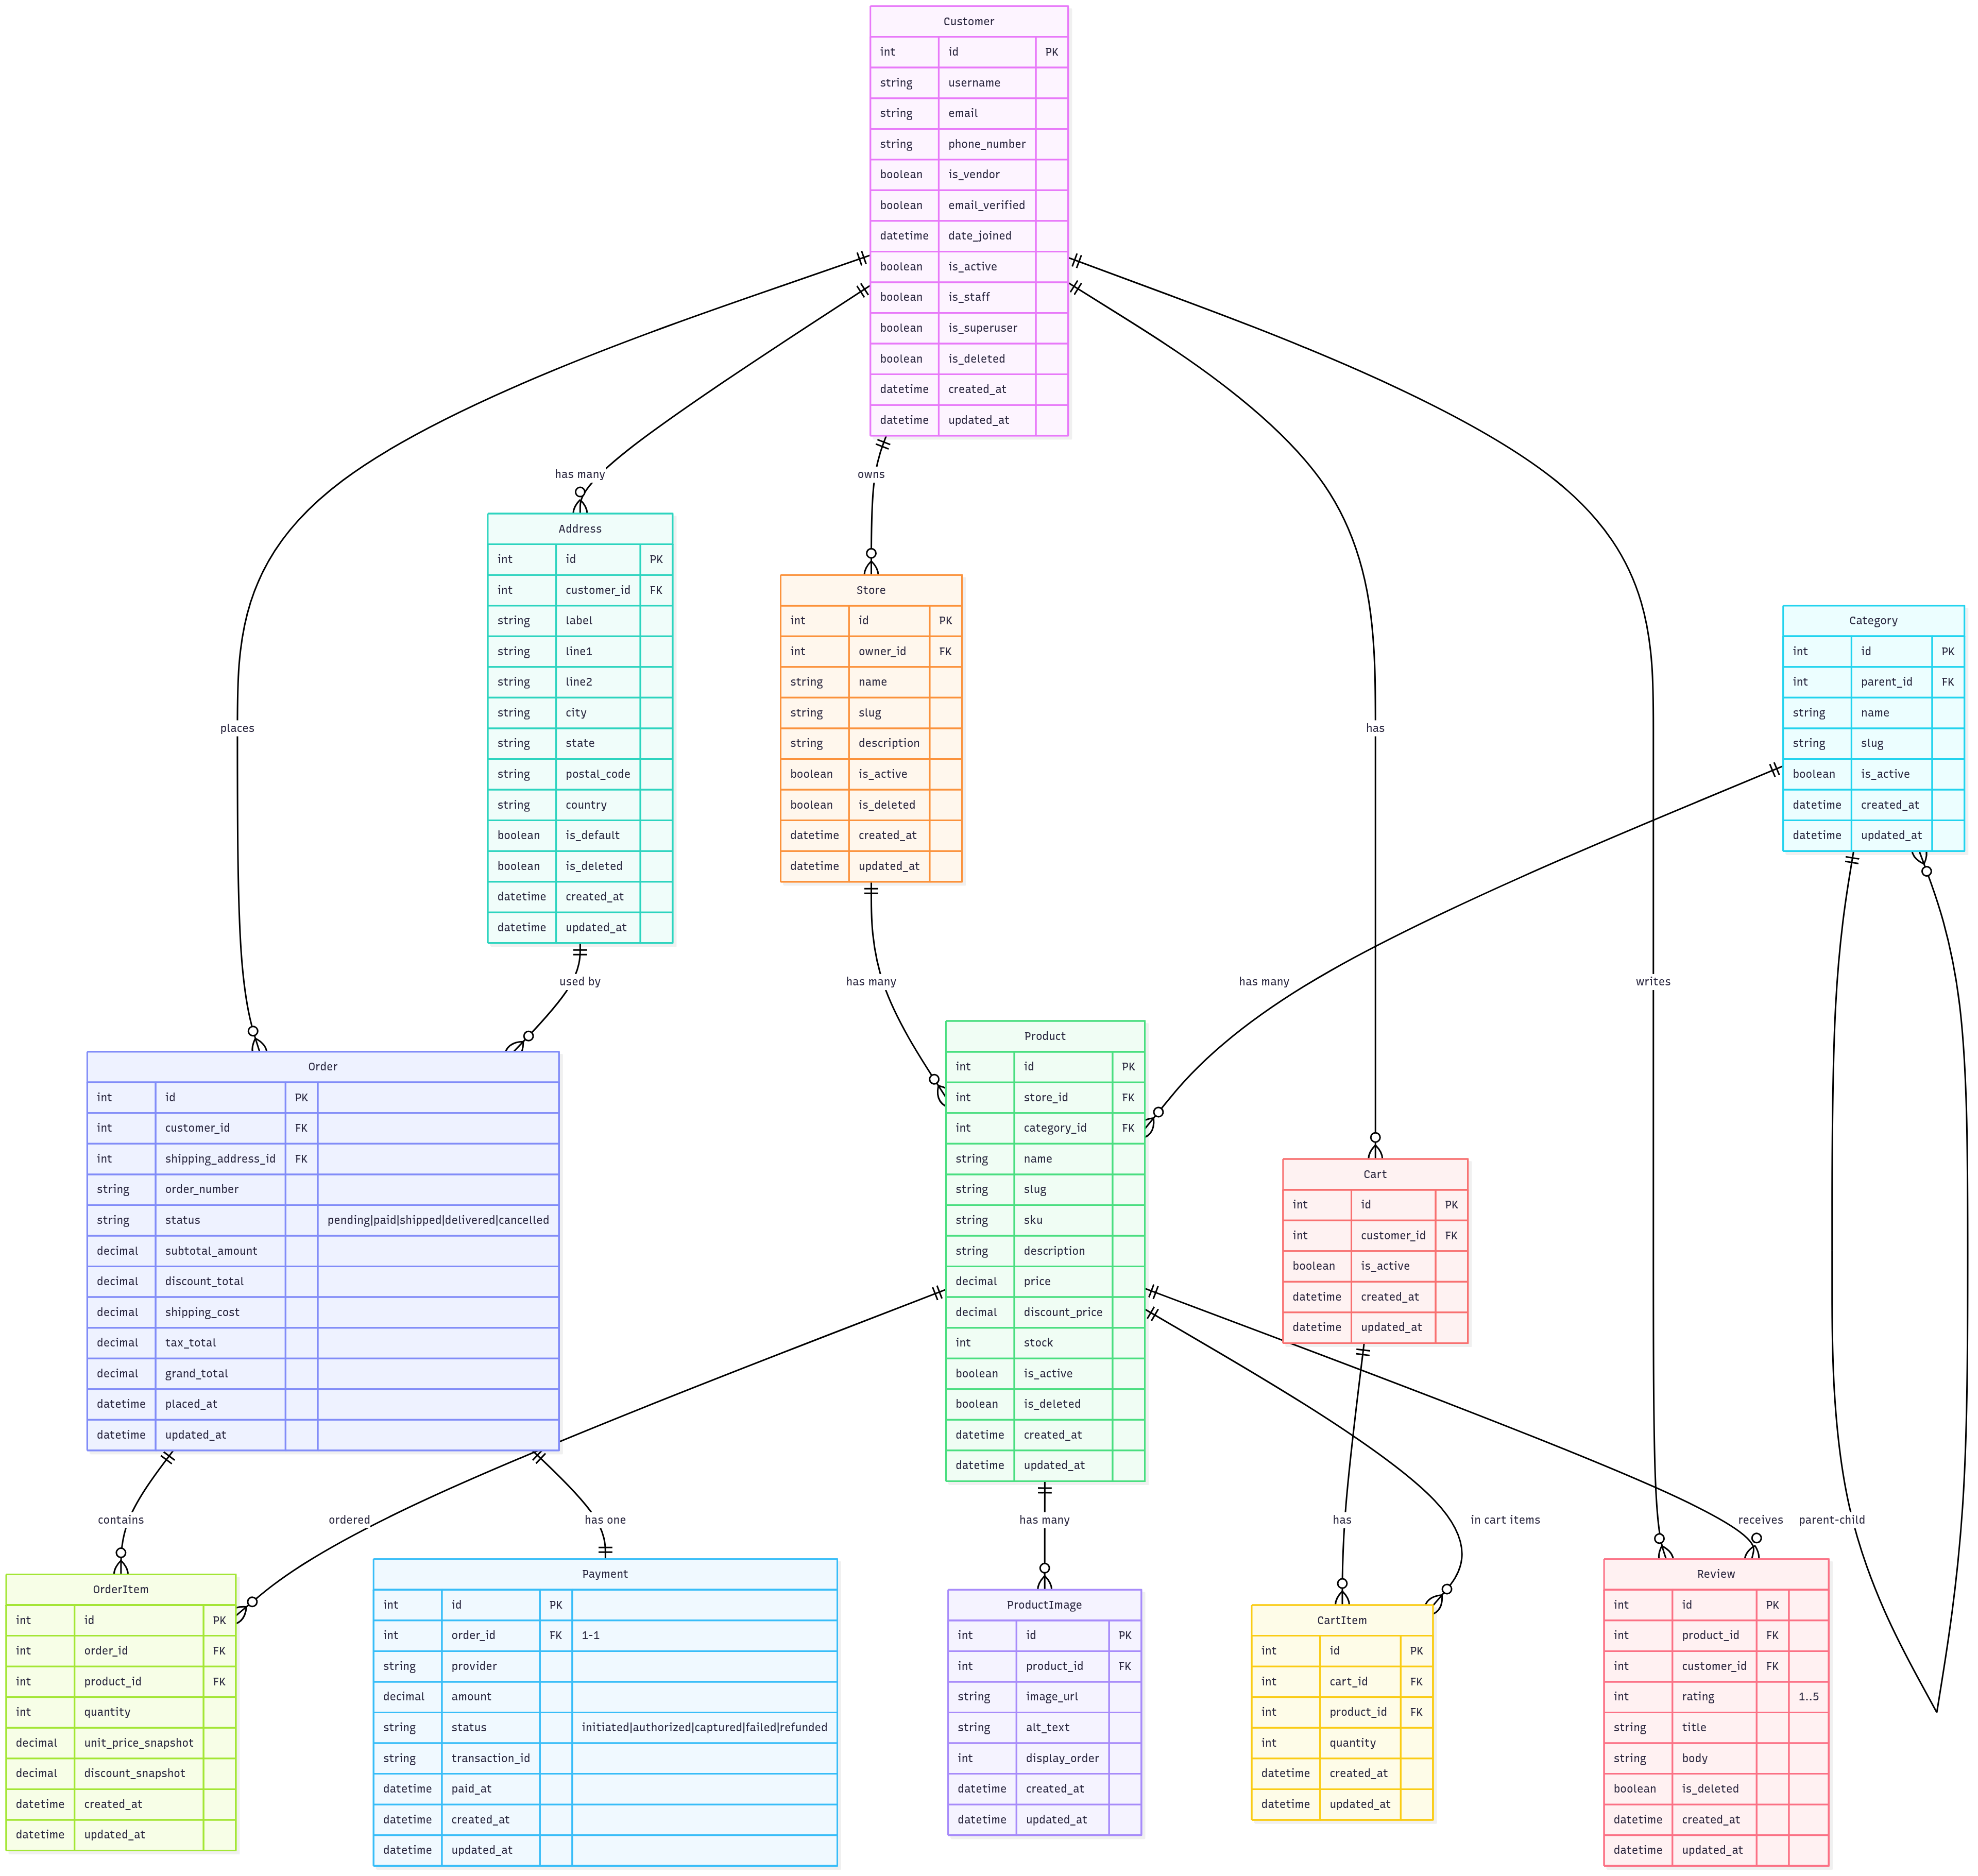 Customer
int id PK
string username
string email
string phone_number
boolean is_vendor
boolean email_verified
datetime date_joined
boolean is_active
boolean is_staff
boolean is_superuser
boolean is_deleted
datetime created_at
datetime updated_at
has many
owns
Address
int id PK
int customer_id FK
string label
string line1
string line2
string city
string state
string postal_code
string country
boolean is_default
boolean is_deleted
datetime created_at
datetime updated_at
Store
int id PK
int owner_id FK
string name
string slug
string description
boolean is_active
boolean is_deleted
datetime created_at
datetime updated_at
Category
int id PK
int parent_id FK
string name
string slug
boolean is_active
datetime created_at
datetime updated_at
places
has
used by
has many
has many
writes
Order
int id PK
int customer_id FK
int shipping_address_id FK
string order_number
string status pending|paid|shipped|delivered|cancelled
decimal subtotal_amount
decimal discount_total
decimal shipping_cost
decimal tax_total
decimal grand_total
datetime placed_at
datetime updated_at
Product
int id PK
int store_id FK
int category_id FK
string name
string slug
string sku
string description
decimal price
decimal discount_price
int stock
boolean is_active
boolean is_deleted
datetime created_at
datetime updated_at
Cart
int id PK
int customer_id FK
boolean is_active
datetime created_at
datetime updated_at
contains
ordered
has one
has many
has
in cart items
receives
parent-child
OrderItem
int id PK
int order_id FK
int product_id FK
int quantity
decimal unit_price_snapshot
decimal discount_snapshot
datetime created_at
datetime updated_at
Payment
int id PK
int order_id FK 1-1
string provider
decimal amount
string status initiated|authorized|captured|failed|refunded
string transaction_id
datetime paid_at
datetime created_at
datetime updated_at
ProductImage
int id PK
int product_id FK
string image_url
string alt_text
int display_order
datetime created_at
datetime updated_at
CartItem
int id PK
int cart_id FK
int product_id FK
int quantity
datetime created_at
datetime updated_at
Review
int id PK
int product_id FK
int customer_id FK
int rating 1..5
string title
string body
boolean is_deleted
datetime created_at
datetime updated_at